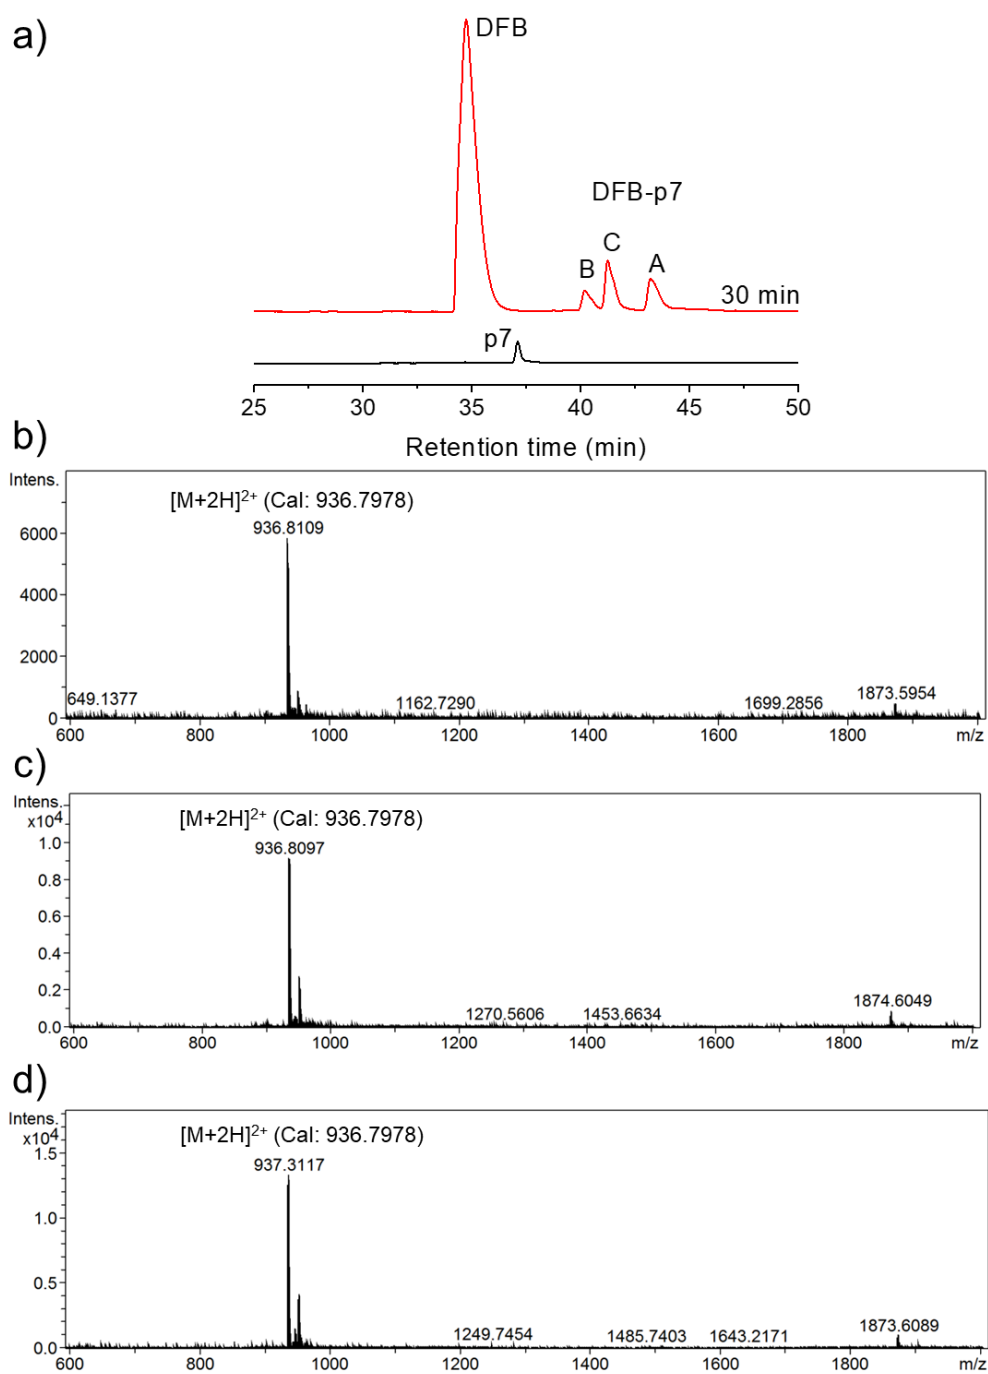 a)
DFB
DFB-p7
B
C
A
30 min
p7
25 30 35 40 45 50
Retention time (min)
b)
Intens.
[M+2H]²⁺ (Cal: 936.7978)
936.8109
6000
4000
2000
0
649.1377
1162.7290
1699.2856
1873.5954
600 800 1000 1200 1400 1600 1800 m/z
c)
Intens.
x10⁴
[M+2H]²⁺ (Cal: 936.7978)
936.8097
1.0
0.8
0.6
0.4
0.2
0.0
1270.5606
1453.6634
1874.6049
600 800 1000 1200 1400 1600 1800 m/z
d)
Intens.
x10⁴
[M+2H]²⁺ (Cal: 936.7978)
937.3117
1.5
1.0
0.5
0.0
1249.7454
1485.7403
1643.2171
1873.6089
600 800 1000 1200 1400 1600 1800 m/z